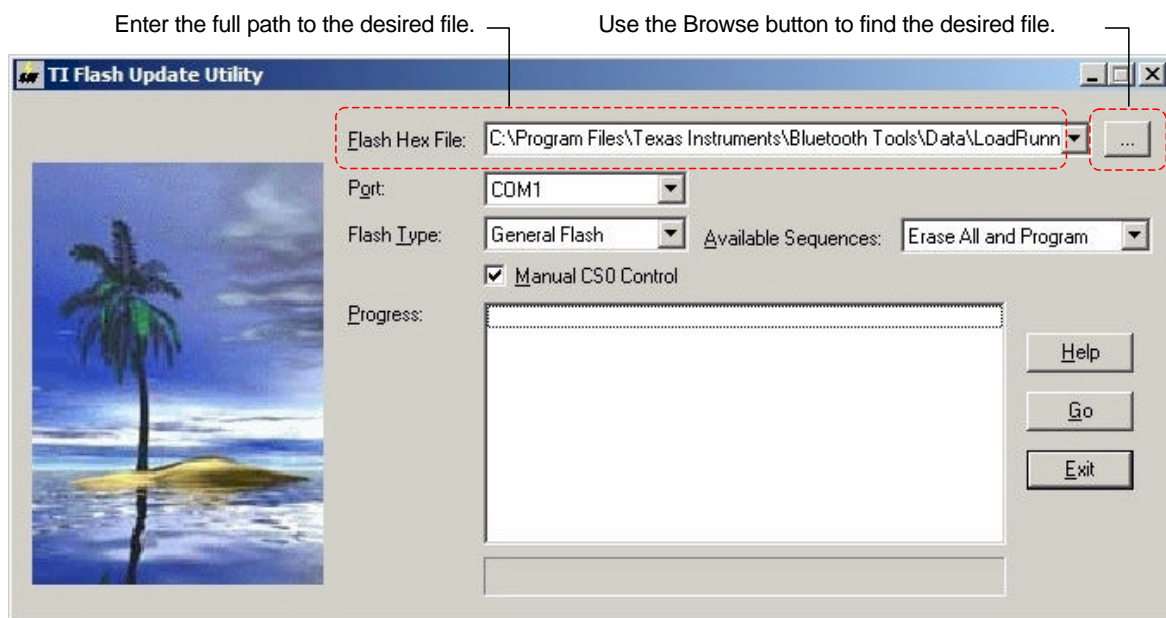 Enter the full path to the desired file.
Use the Browse button to find the desired file.
TI Flash Update Utility
Flash Hex File:
C:\Program Files\Texas Instruments\Bluetooth Tools\Data\LoadRunn
...
Port:
COM1
Flash Type:
General Flash
Available Sequences:
Erase All and Program
Manual CS0 Control
Progress:
Help
Go
Exit